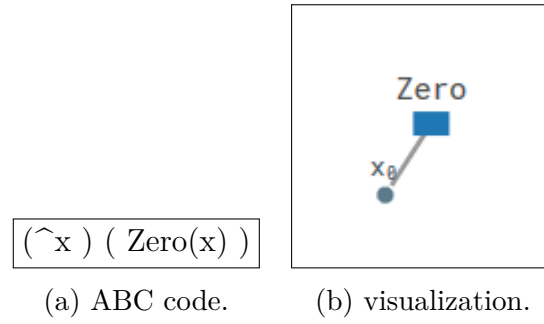 Zero
x₀
(^x ) ( Zero(x) )
(a) ABC code. (b) visualization.